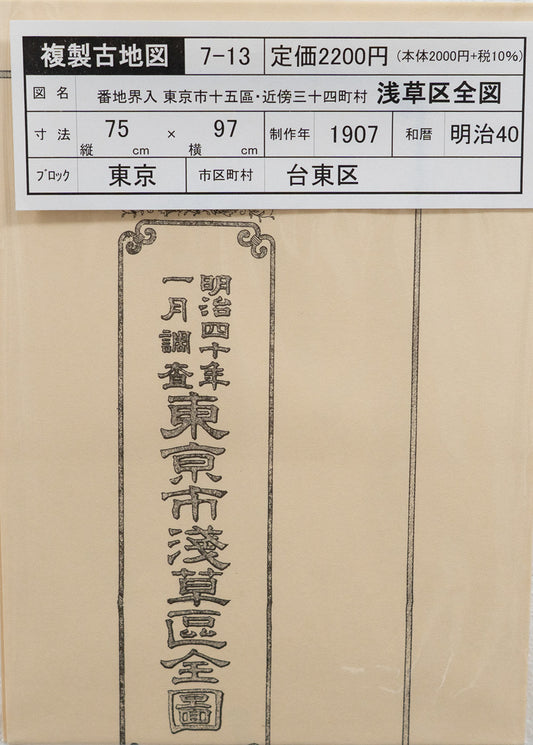 複製古地図 7-13 定価2200円(本体2000円+税10%)
図名 番地界入 東京市十五區・近傍三十四町村 浅草区全図
寸法 縦 75 cm × 横 97 cm 制作年 1907 和暦 明治40
ブロック 東京 市区町村 台東区
明治四十年
一月調査
東京市淺草區全圖